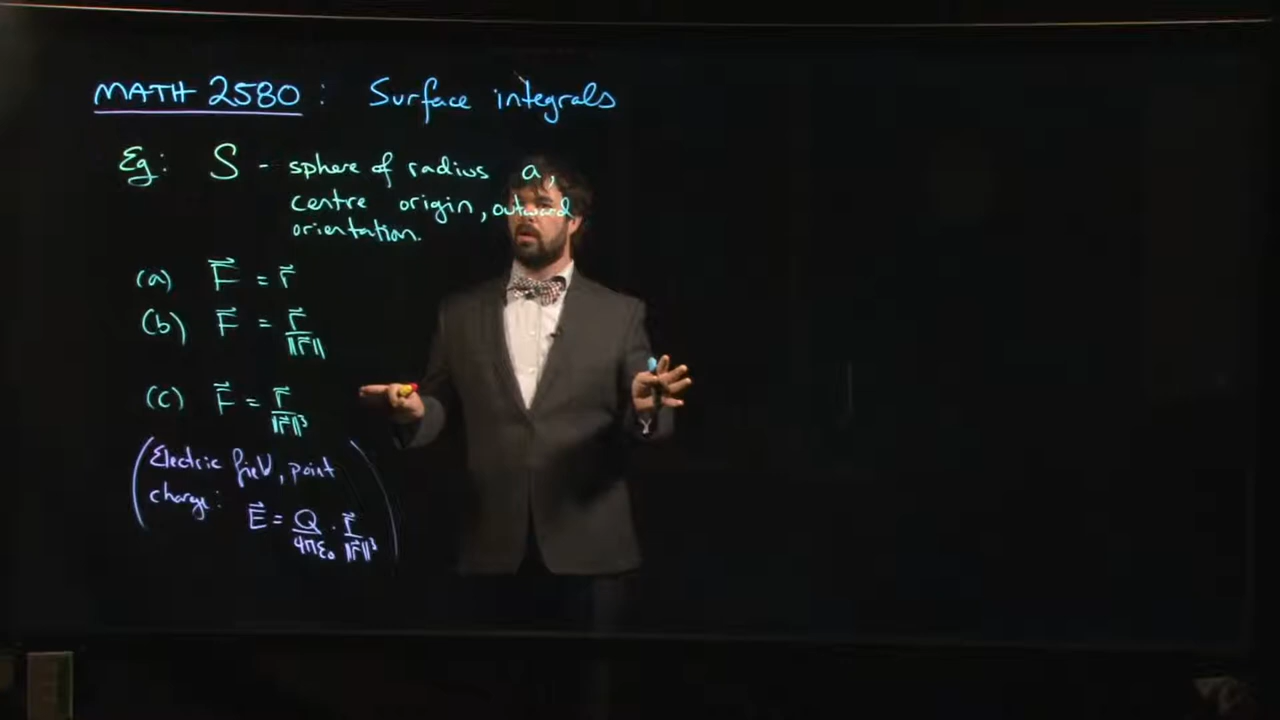 MATH 2580 : Surface integrals
Eg: S - sphere of radius a,
centre origin, outward
orientation.
(a) F⃗ = r⃗
(b) F⃗ = r⃗/||r⃗||
(c) F⃗ = r⃗/||r⃗||³
(Electric field, point
charge: E⃗ = Q/4πε₀ · r⃗/||r⃗||³)